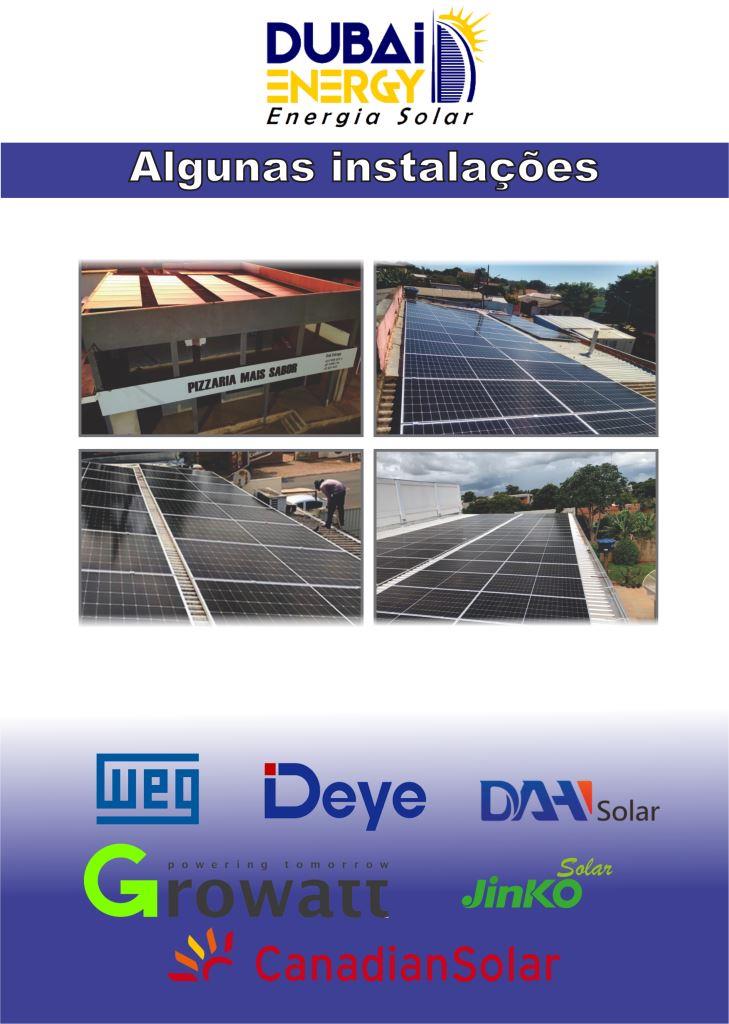 DUBAI
ENERGY
Energia Solar
Algunas instalações
PIZZARIA MAIS SABOR
weg
Deye
DAH Solar
powering tomorrow
Growatt
Solar
JinKO
CanadianSolar